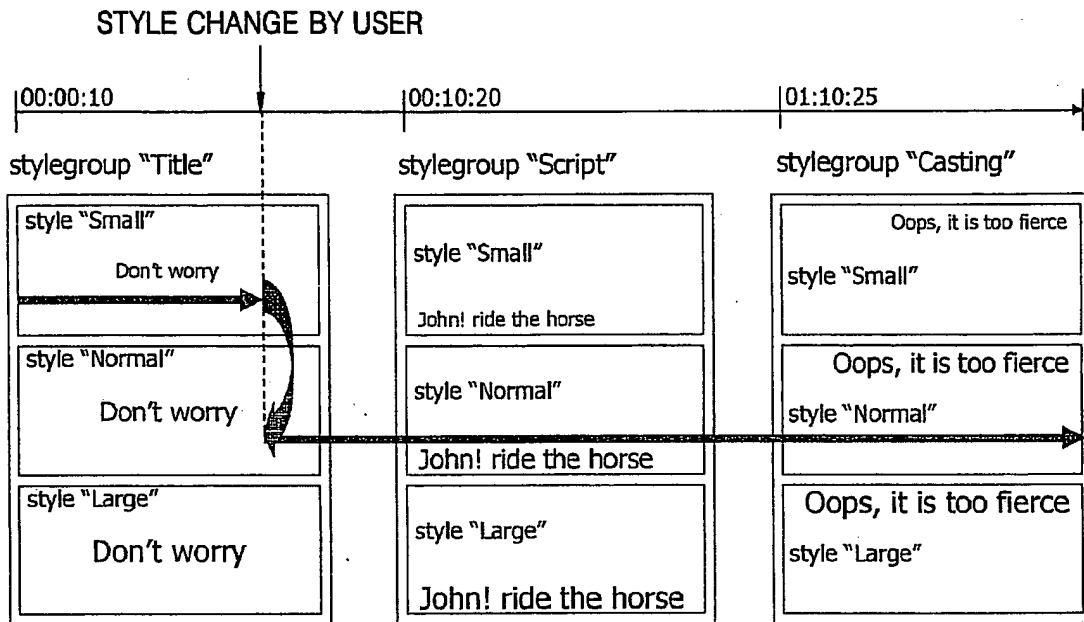 STYLE CHANGE BY USER
00:00:10
00:10:20
01:10:25
stylegroup "Title"
stylegroup "Script"
stylegroup "Casting"
style "Small"
Don't worry
style "Normal"
Don't worry
style "Large"
Don't worry
style "Small"
John! ride the horse
style "Normal"
John! ride the horse
style "Large"
John! ride the horse
Oops, it is too fierce
style "Small"
Oops, it is too fierce
style "Normal"
Oops, it is too fierce
style "Large"